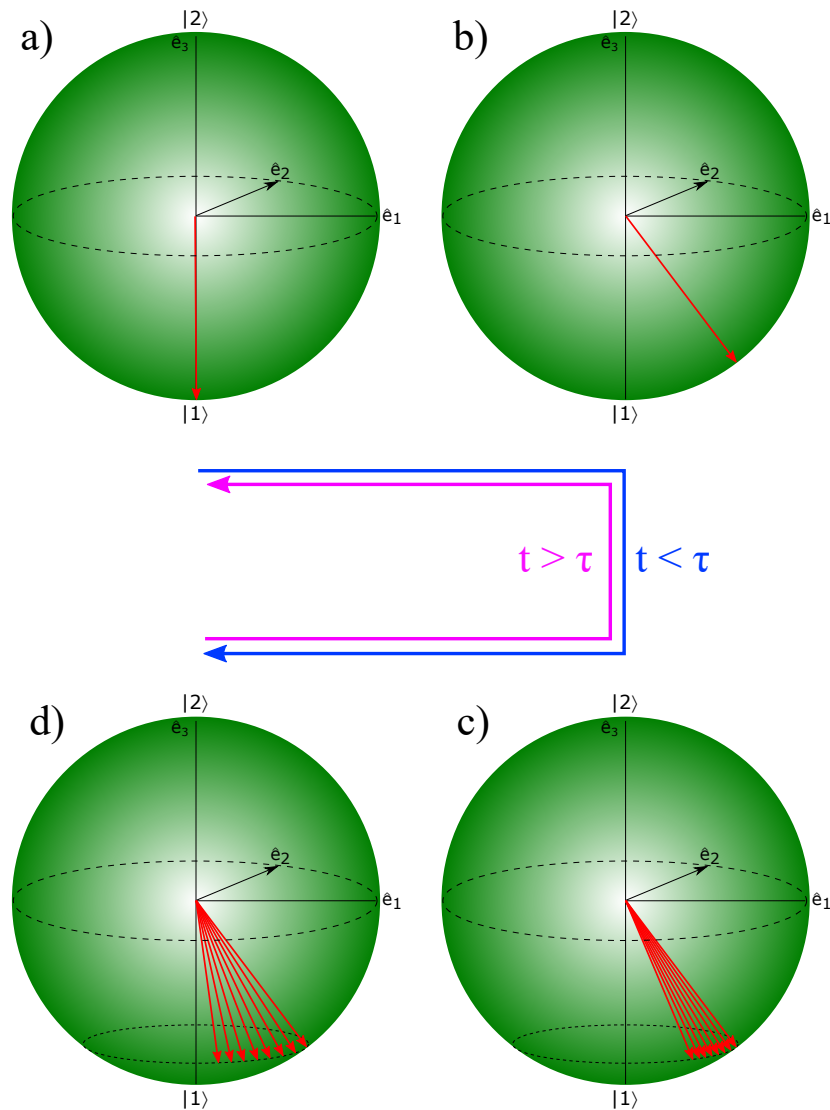 a)
|2⟩
ê₃
ê₂
ê₁
|1⟩
b)
|2⟩
ê₃
ê₂
ê₁
|1⟩
t > τ
t < τ
d)
|2⟩
ê₃
ê₂
ê₁
|1⟩
c)
|2⟩
ê₃
ê₂
ê₁
|1⟩